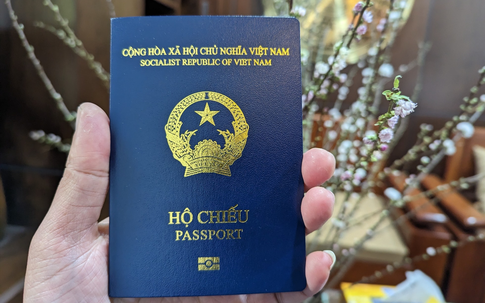 CỘNG HÒA XÃ HỘI CHỦ NGHĨA VIỆT NAM
SOCIALIST REPUBLIC OF VIET NAM
HỘ CHIẾU
PASSPORT